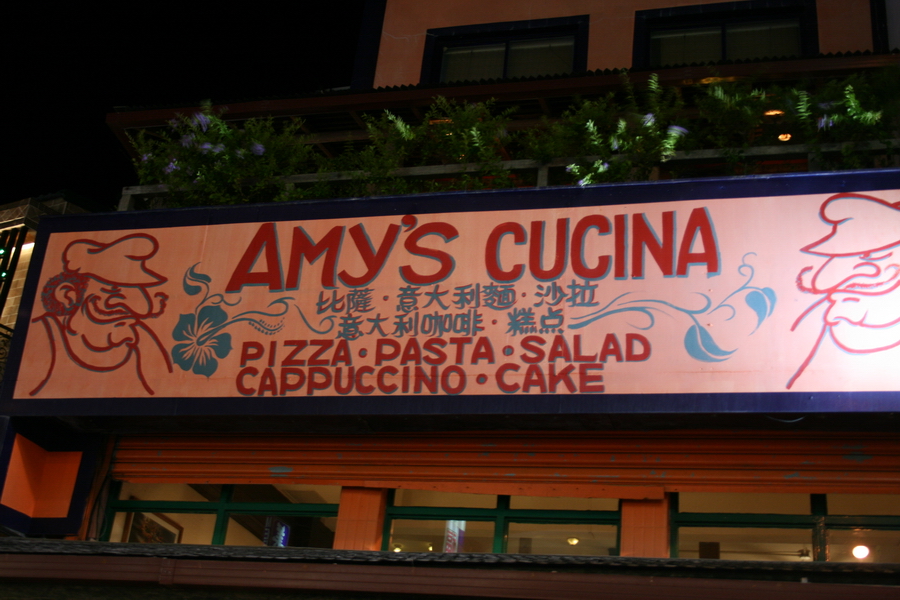 AMY'S CUCINA
比薩·意大利麵·沙拉
意大利咖啡·糕点
PIZZA·PASTA·SALAD
CAPPUCCINO·CAKE